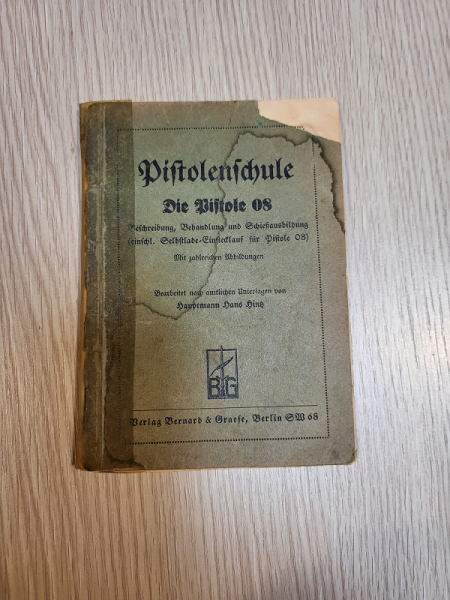 Pistolenschule
Die Pistole 08
Beschreibung, Behandlung und Schießausbildung
(einschl. Selbstlade-Einstecklauf für Pistole 08)
Mit zahlreichen Abbildungen
Bearbeitet nach amtlichen Unterlagen von
Hauptmann Hans Hintz
B&G
Verlag Bernard & Graefe, Berlin SW 68